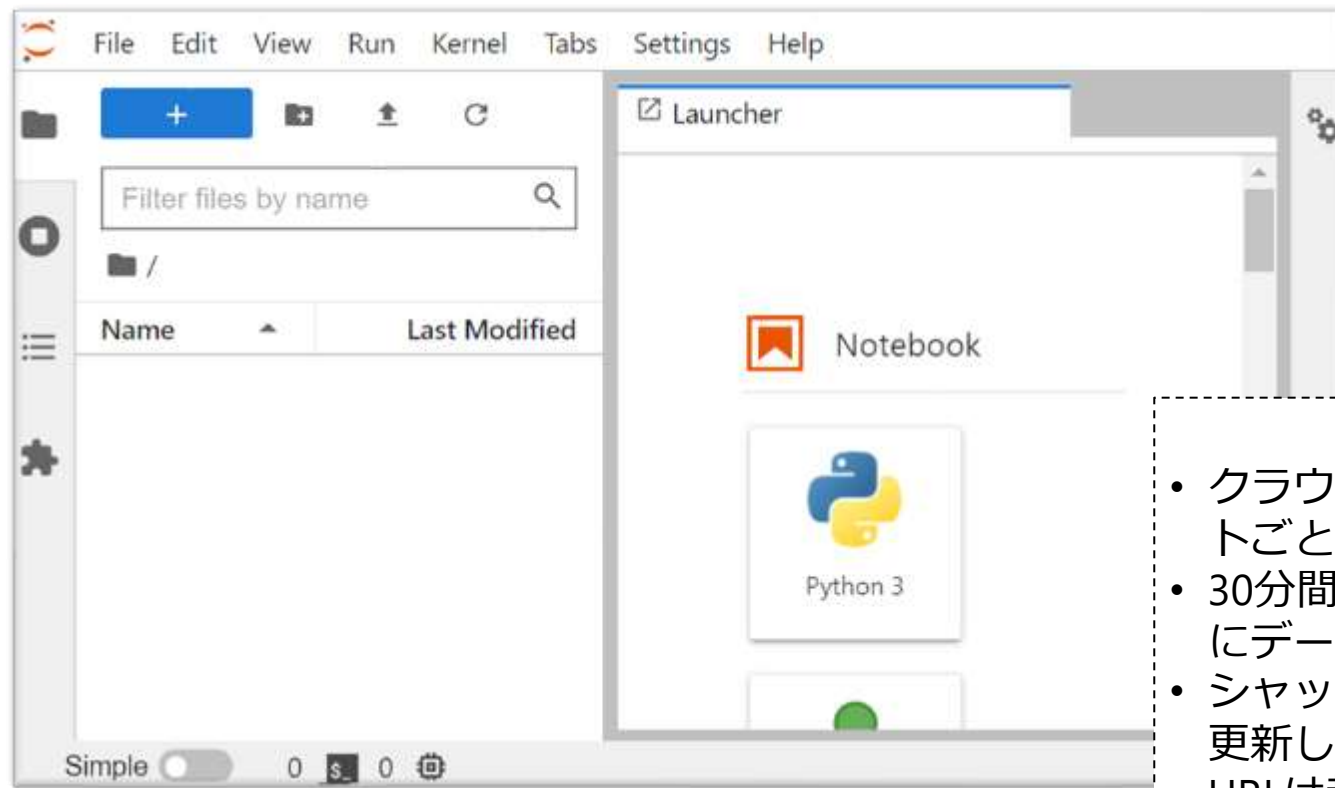 File Edit View Run Kernel Tabs Settings Help
+
Launcher
Filter files by name
/
Name Last Modified
Notebook
Python 3
• クラウ
トごと
• 30分間
にデー
• シャッ
更新し
Simple 0 $_ 0